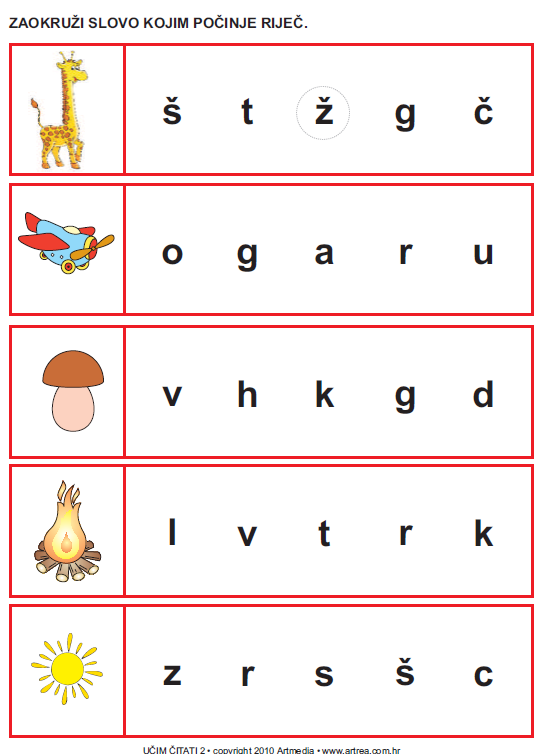 ZAOKRUŽI SLOVO KOJIM POČINJE RIJEČ.
š t ž g č
o g a r u
v h k g d
l v t r k
z r s š c
UČIM ČITATI 2 • copyright 2010 Artmedia • www.artrea.com.hr